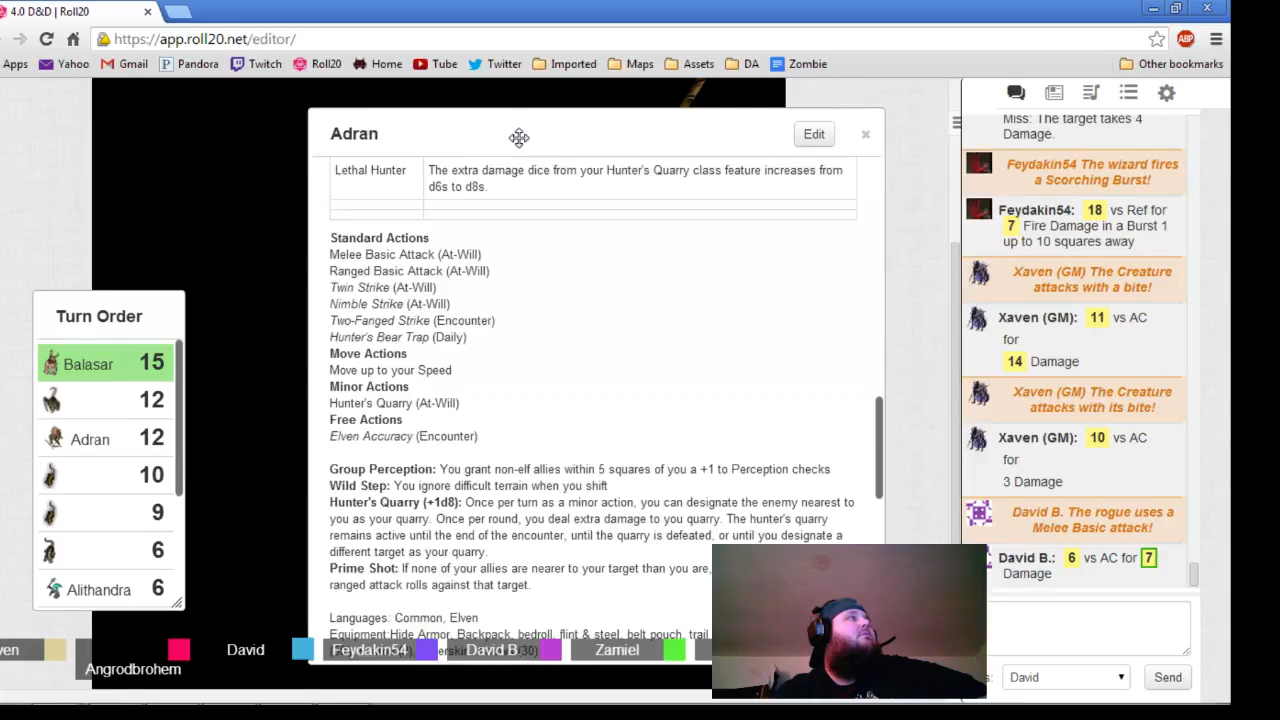 4.0 D&D | Roll20
https://app.roll20.net/editor/
Apps Yahoo Gmail Pandora Twitch Roll20 Home Tube Twitter Imported Maps Assets DA Zombie Other bookmarks
Adran
Edit
Lethal Hunter The extra damage dice from your Hunter's Quarry class feature increases from
d6s to d8s.
Standard Actions
Melee Basic Attack (At-Will)
Ranged Basic Attack (At-Will)
Twin Strike (At-Will)
Nimble Strike (At-Will)
Two-Fanged Strike (Encounter)
Hunter's Bear Trap (Daily)
Move Actions
Move up to your Speed
Minor Actions
Hunter's Quarry (At-Will)
Free Actions
Elven Accuracy (Encounter)
Group Perception: You grant non-elf allies within 5 squares of you a +1 to Perception checks
Wild Step: You ignore difficult terrain when you shift
Hunter's Quarry (+1d8): Once per turn as a minor action, you can designate the enemy nearest to
you as your quarry. Once per round, you deal extra damage to you quarry. The hunter's quarry
remains active until the end of the encounter, until the quarry is defeated, or until you designate a
different target as your quarry.
Prime Shot: If none of your allies are nearer to your target than you are,
ranged attack rolls against that target.
Languages: Common, Elven
Equipment Hide Armor, Backpack, bedroll, flint & steel, belt pouch, trail
Turn Order
Balasar 15
12
Adran 12
10
9
6
Alithandra 6
ven
Angrodbrohem
David
Feydakin54
David B.
Zamiel
Miss: The target takes 4
Damage.
Feydakin54 The wizard fires
a Scorching Burst!
Feydakin54: 18 vs Ref for
7 Fire Damage in a Burst 1
up to 10 squares away
Xaven (GM) The Creature
attacks with a bite!
Xaven (GM): 11 vs AC
for
14 Damage
Xaven (GM) The Creature
attacks with its bite!
Xaven (GM): 10 vs AC
for
3 Damage
David B. The rogue uses a
Melee Basic attack!
David B.: 6 vs AC for 7
Damage
s: David
Send